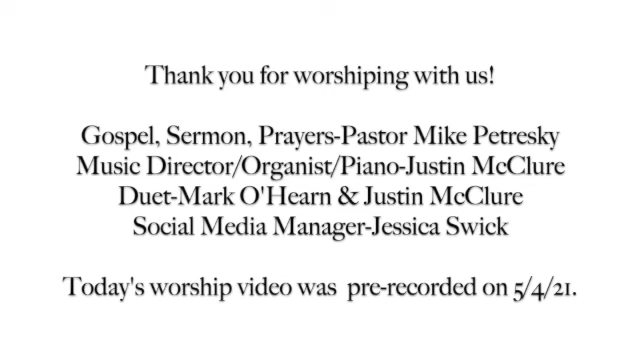 Thank you for worshiping with us!
Gospel, Sermon, Prayers-Pastor Mike Petresky
Music Director/Organist/Piano-Justin McClure
Duet-Mark O'Hearn & Justin McClure
Social Media Manager-Jessica Swick
Today's worship video was  pre-recorded on 5/4/21.